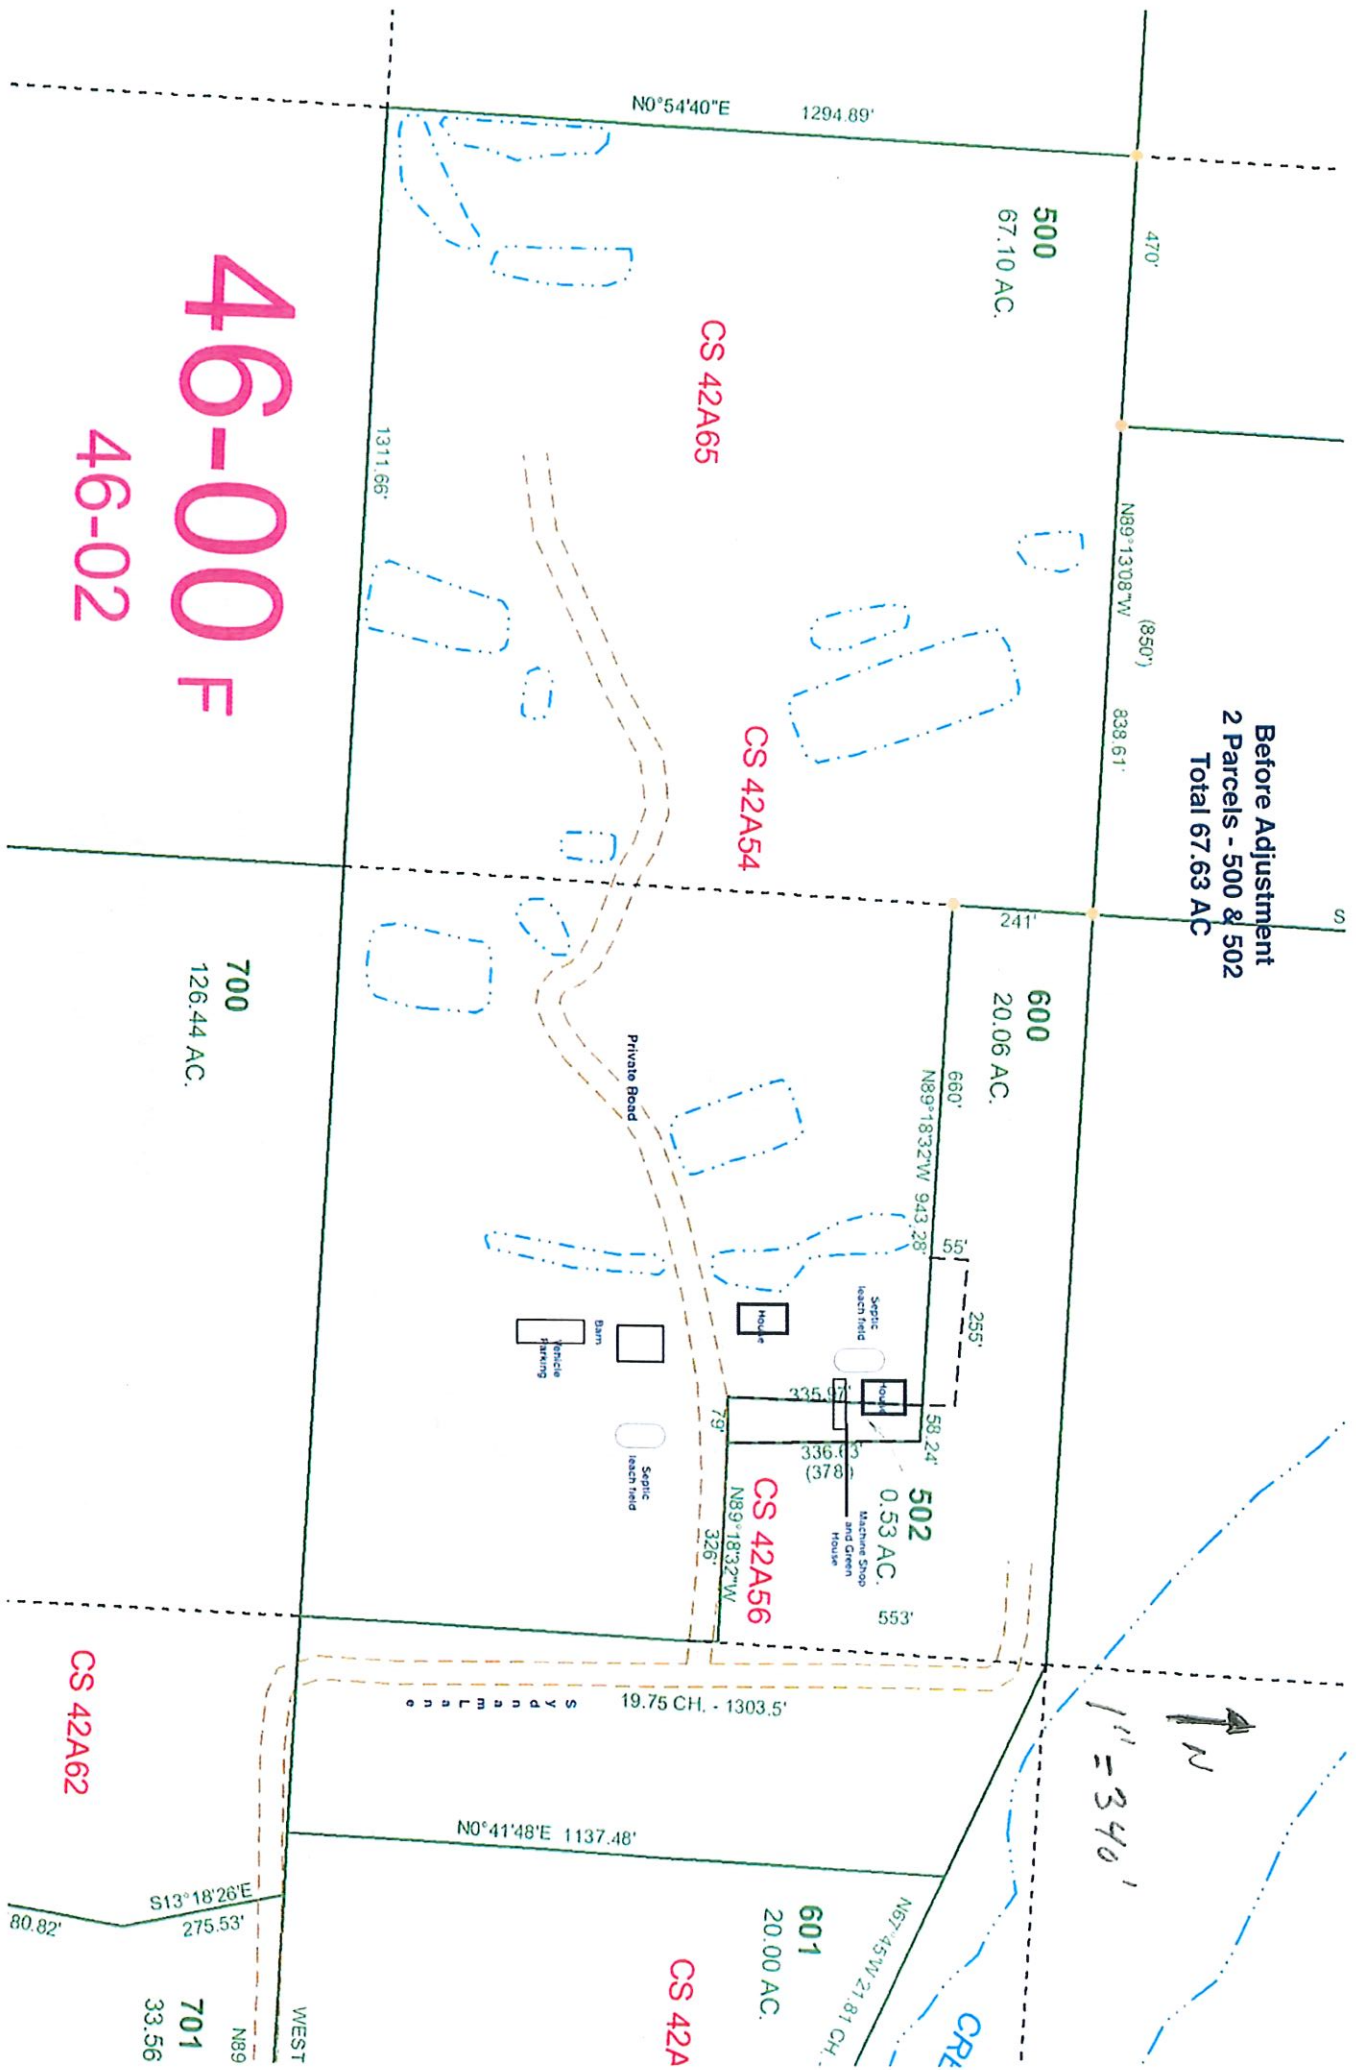 Before Adjustment
2 Parcels - 500 & 502
Total 67.63 AC
N
1" = 340'
S
470'
N89°13'08"W
(850')
838.61'
N0°54'40"E
1294.89'
500
67.10 AC.
CS 42A65
CS 42A54
241'
600
20.06 AC.
660'
N89°18'32"W 943.28'
55'
255'
58.24'
Septic
leach field
House
House
335.97'
336.63'
79'
502
0.53 AC.
553'
Machine Shop
and Green
House
CS 42A56
N89°18'32"W
326'
Private Road
Barn
Vehicle
Parking
Septic
leach field
1311.66'
46-00 F
46-02
700
126.44 AC.
Sydnam Lane
19.75 CH. - 1303.5'
CS 42A62
N0°41'48"E 1137.48'
N67°45'W 21.81 CH.
601
20.00 AC.
CS 42A
CRE
S13°18'26"E
275.53'
80.82'
WEST
N89
701
33.56